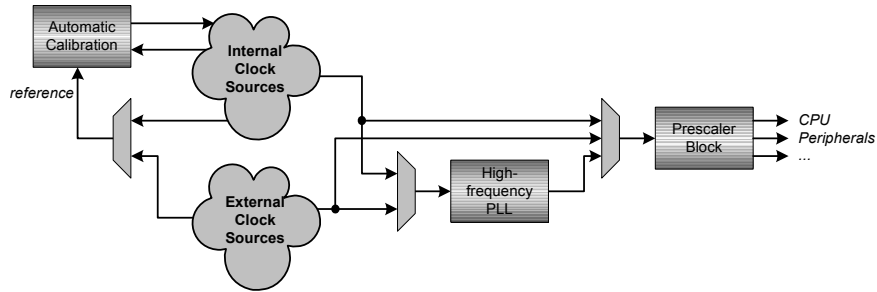 Automatic
Calibration
reference
Internal
Clock
Sources
External
Clock
Sources
High-
frequency
PLL
Prescaler
Block
CPU
Peripherals
...